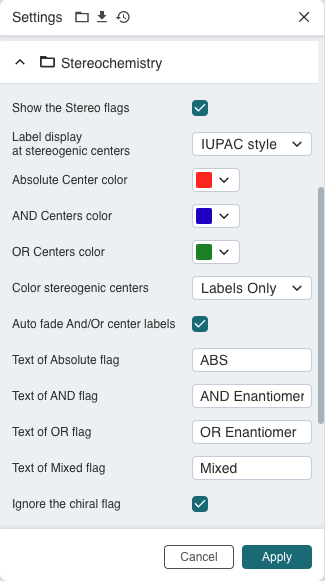 Settings
Stereochemistry
Show the Stereo flags
Label display
at stereogenic centers
IUPAC style
Absolute Center color
AND Centers color
OR Centers color
Color stereogenic centers
Labels Only
Auto fade And/Or center labels
Text of Absolute flag
ABS
Text of AND flag
AND Enantiomer
Text of OR flag
OR Enantiomer
Text of Mixed flag
Mixed
Ignore the chiral flag
Cancel
Apply